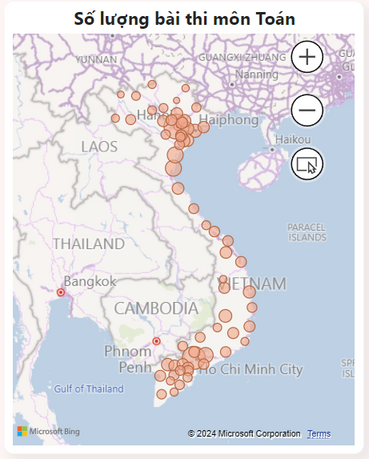 Số lượng bài thi môn Toán
YUNNAN
GUANGXI ZHUANG
Nanning
Haiphong
Haikou
LAOS
PARACEL
ISLANDS
THAILAND
Bangkok
VIETNAM
CAMBODIA
Phnom
Penh
Ho Chi Minh City
Gulf of Thailand
Microsoft Bing
© 2024 Microsoft Corporation Terms